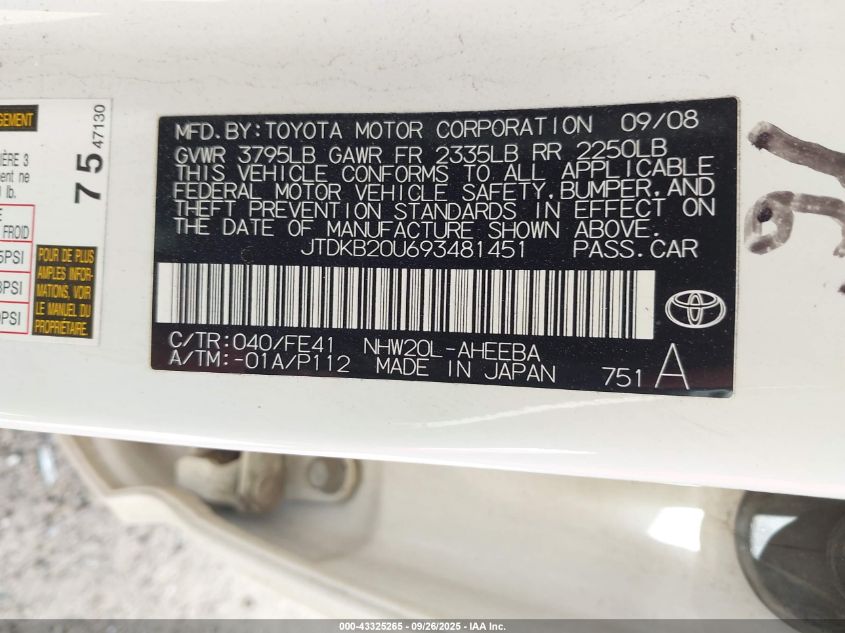 MFD. BY: TOYOTA MOTOR CORPORATION 09/08
GVWR 3795LB GAWR FR 2335LB RR 2250LB
THIS VEHICLE CONFORMS TO ALL APPLICABLE
FEDERAL MOTOR VEHICLE SAFETY, BUMPER, AND
THEFT PREVENTION STANDARDS IN EFFECT ON
THE DATE OF MANUFACTURE SHOWN ABOVE.
JTDKB20U693481451 PASS.CAR
C/TR: 040/FE41 NHW20L-AHEEBA
A/TM: -01A/P112 MADE IN JAPAN 751 A
75 47130
FROID
POUR DE PLUS
AMPLES INFOR-
MATIONS,
VOIR LE
MANUEL DU
PROPRIÉTAIRE.
000-43325265 - 09/26/2025 - IAA Inc.